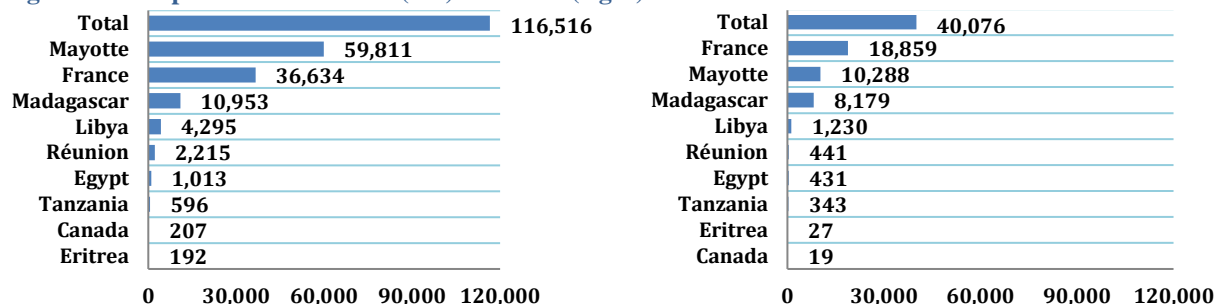 Total 116,516
Mayotte 59,811
France 36,634
Madagascar 10,953
Libya 4,295
Réunion 2,215
Egypt 1,013
Tanzania 596
Canada 207
Eritrea 192
0 30,000 60,000 90,000 120,000
Total 40,076
France 18,859
Mayotte 10,288
Madagascar 8,179
Libya 1,230
Réunion 441
Egypt 431
Tanzania 343
Eritrea 27
Canada 19
0 30,000 60,000 90,000 120,000